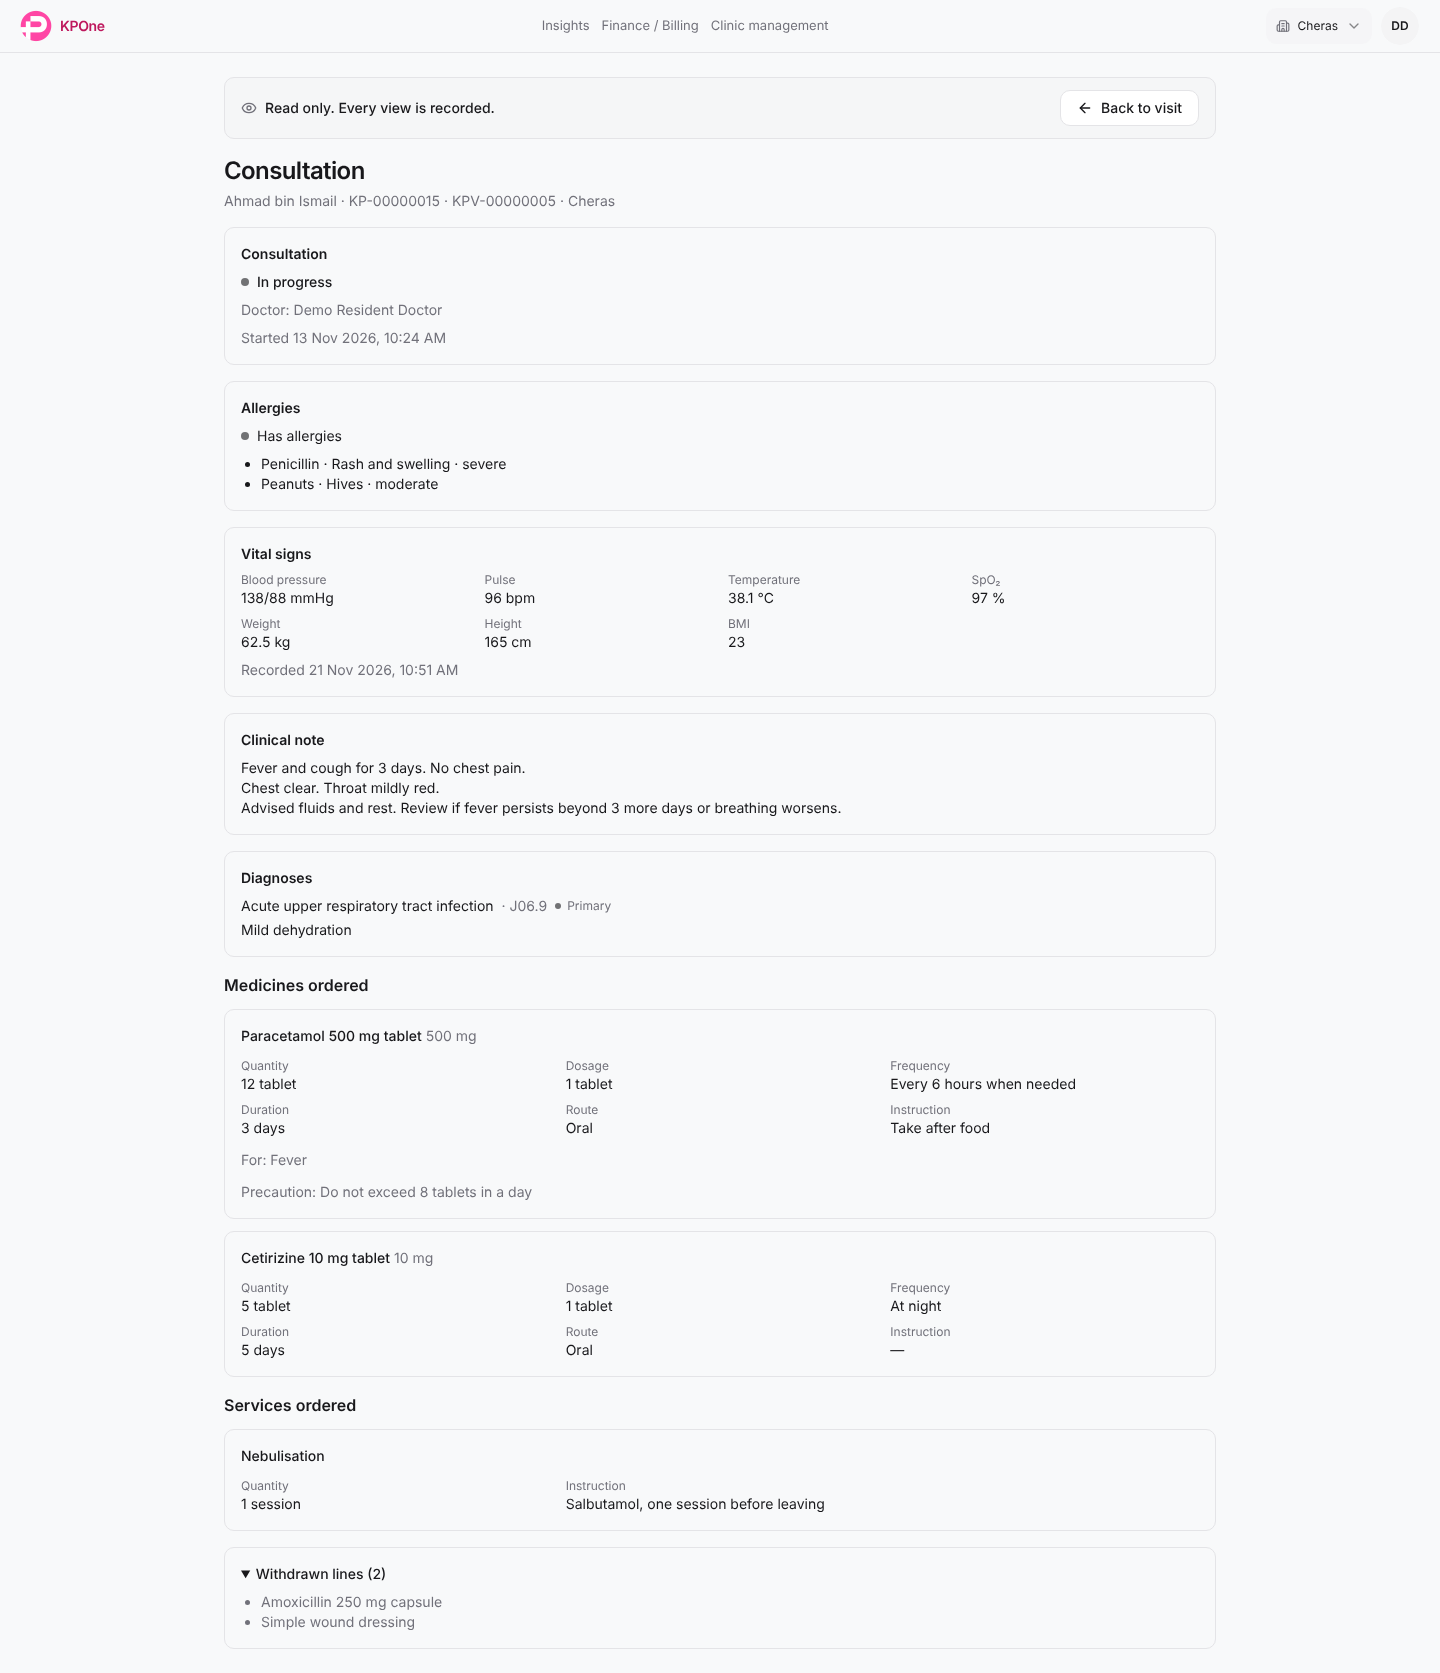 KPOne
Insights Finance / Billing Clinic management
Cheras
DD
Read only. Every view is recorded.
Back to visit
Consultation
Ahmad bin Ismail · KP-00000015 · KPV-00000005 · Cheras
Consultation
In progress
Doctor: Demo Resident Doctor
Started 13 Nov 2026, 10:24 AM
Allergies
Has allergies
Penicillin · Rash and swelling · severe
Peanuts · Hives · moderate
Vital signs
Blood pressure Pulse Temperature SpO₂
138/88 mmHg 96 bpm 38.1 °C 97 %
Weight Height BMI
62.5 kg 165 cm 23
Recorded 21 Nov 2026, 10:51 AM
Clinical note
Fever and cough for 3 days. No chest pain.
Chest clear. Throat mildly red.
Advised fluids and rest. Review if fever persists beyond 3 more days or breathing worsens.
Diagnoses
Acute upper respiratory tract infection · J06.9 Primary
Mild dehydration
Medicines ordered
Paracetamol 500 mg tablet 500 mg
Quantity Dosage Frequency
12 tablet 1 tablet Every 6 hours when needed
Duration Route Instruction
3 days Oral Take after food
For: Fever
Precaution: Do not exceed 8 tablets in a day
Cetirizine 10 mg tablet 10 mg
Quantity Dosage Frequency
5 tablet 1 tablet At night
Duration Route Instruction
5 days Oral —
Services ordered
Nebulisation
Quantity Instruction
1 session Salbutamol, one session before leaving
Withdrawn lines (2)
Amoxicillin 250 mg capsule
Simple wound dressing